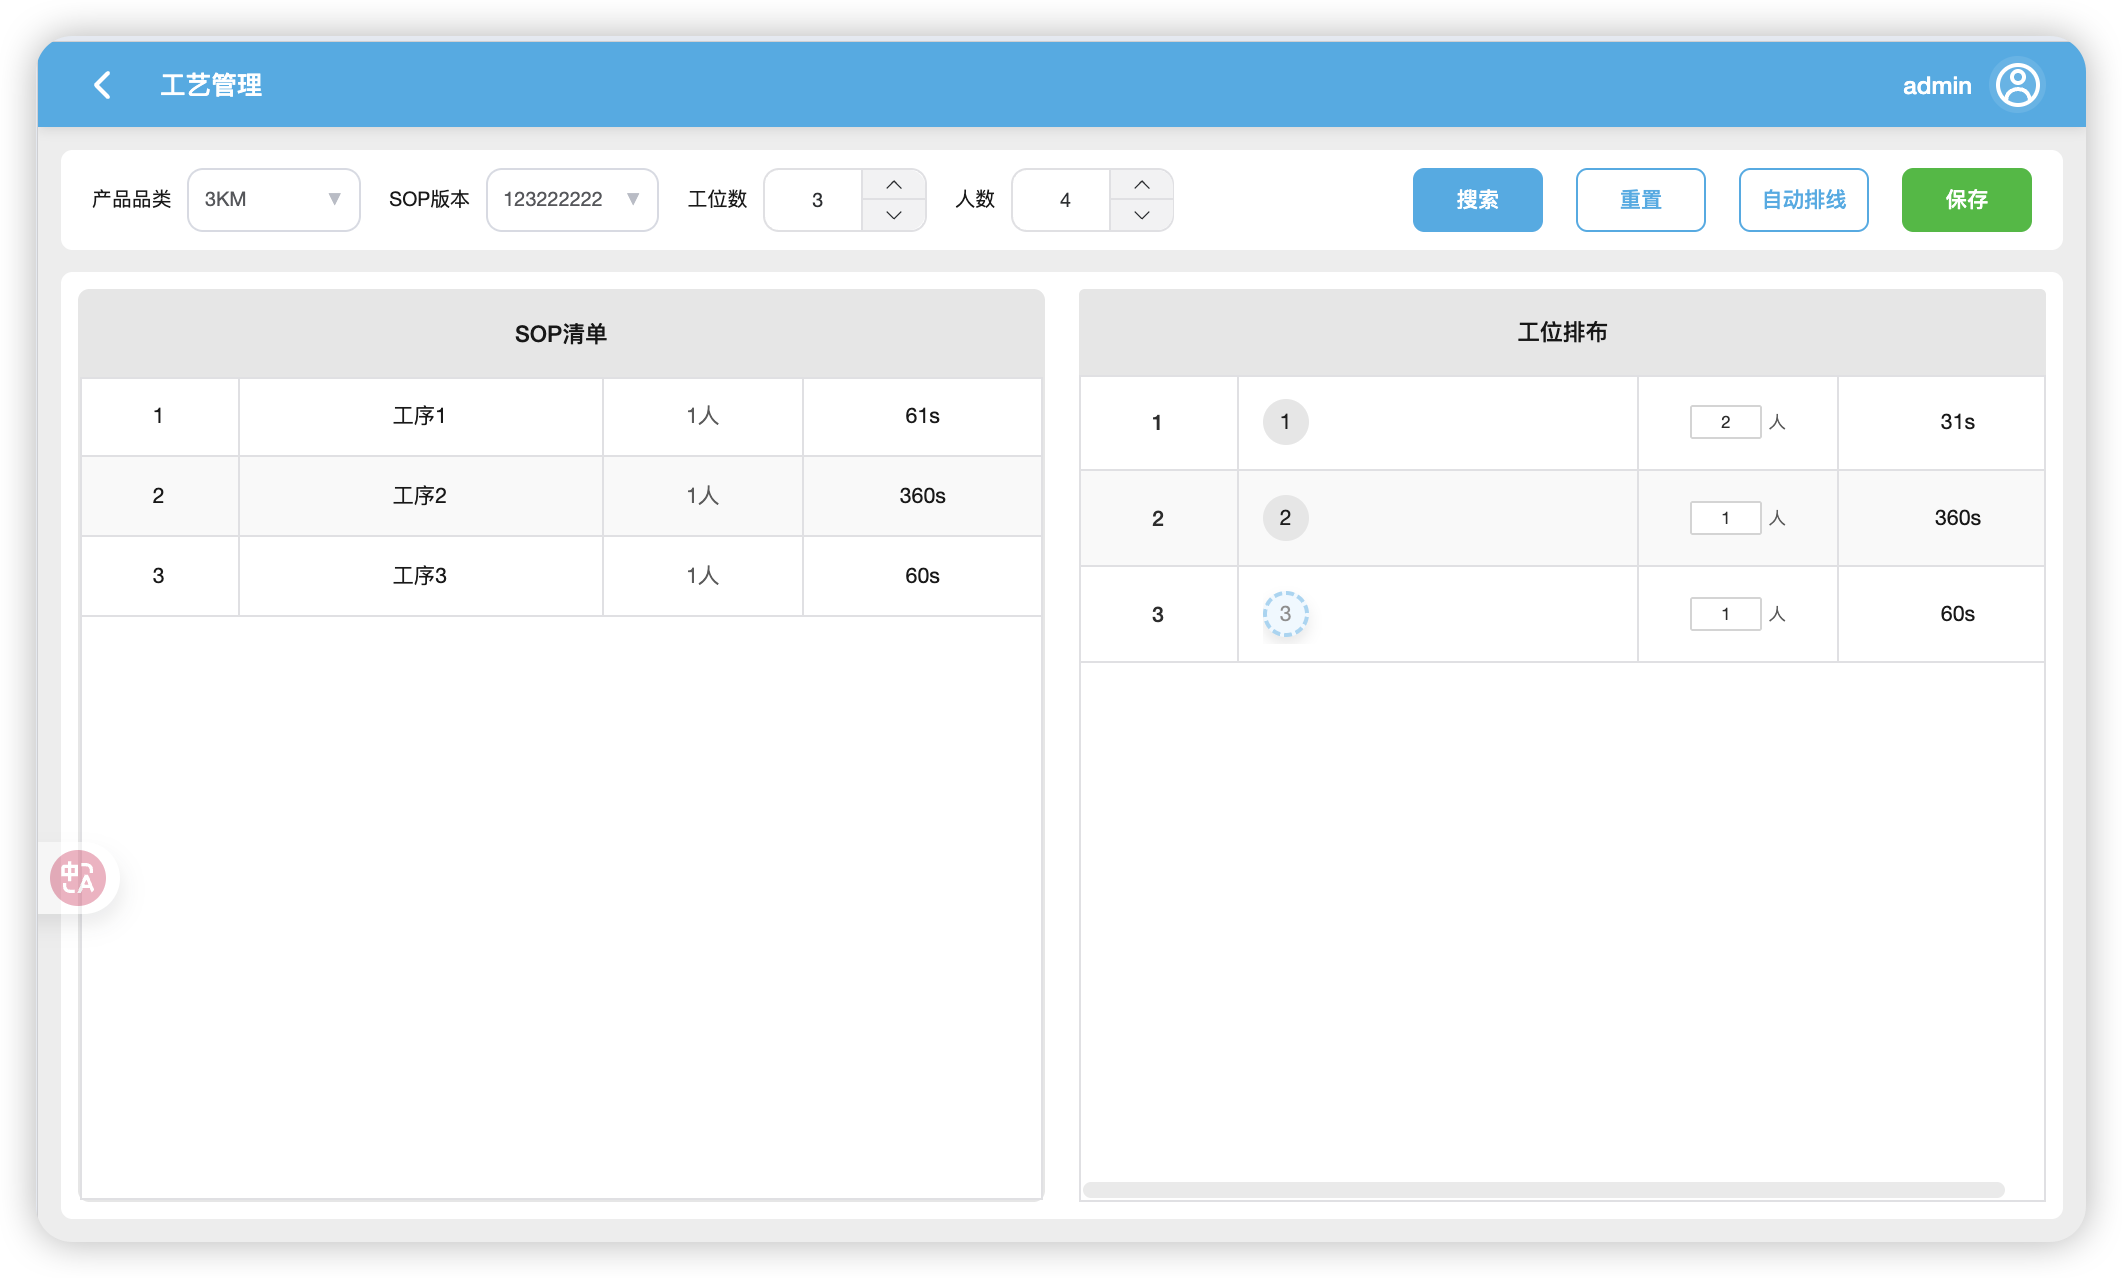 工艺管理
admin
产品品类 3KM SOP版本 123222222 工位数 3 人数 4 搜索 重置 自动排线 保存
SOP清单
1 工序1 1人 61s
2 工序2 1人 360s
3 工序3 1人 60s
工位排布
1 1 2 人 31s
2 2 1 人 360s
3 3 1 人 60s
中A